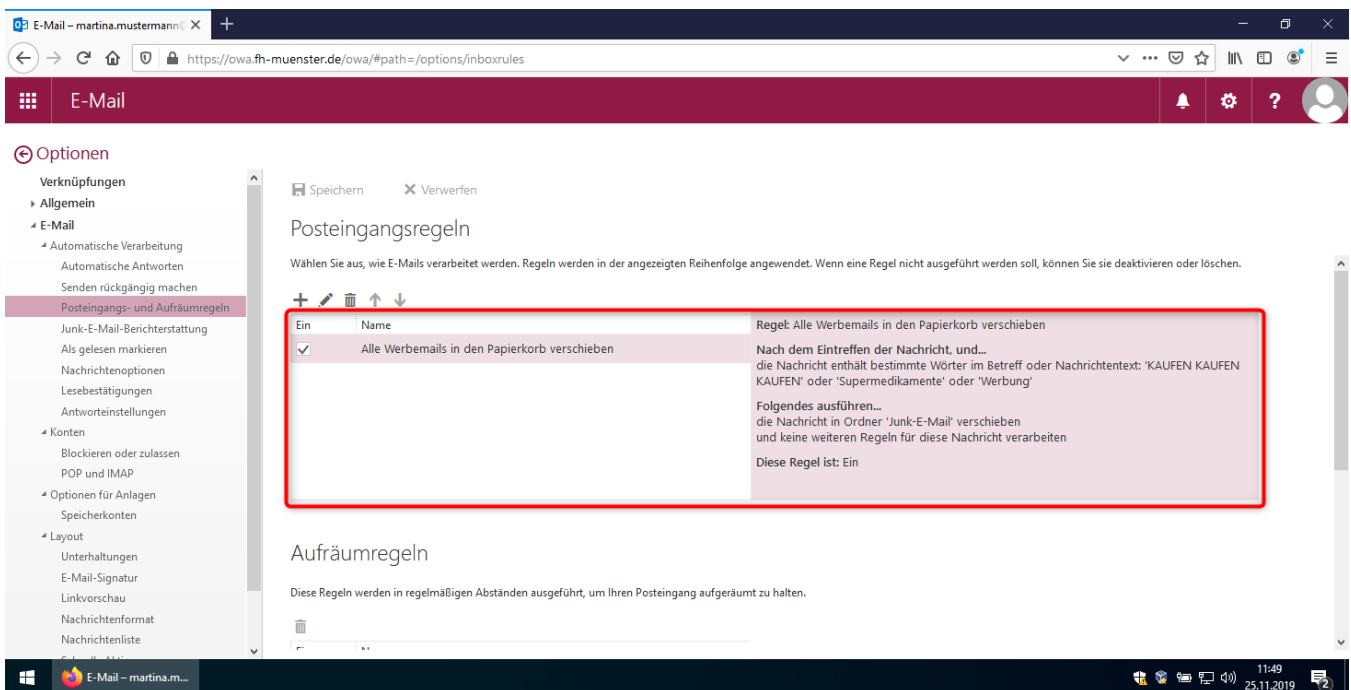 E-Mail – martina.mustermann@
https://owa.fh-muenster.de/owa/#path=/options/inboxrules
E-Mail
?
Optionen
Verknüpfungen
Allgemein
E-Mail
Automatische Verarbeitung
Automatische Antworten
Senden rückgängig machen
Posteingangs- und Aufräumregeln
Junk-E-Mail-Berichterstattung
Als gelesen markieren
Nachrichtenoptionen
Lesebestätigungen
Antworteinstellungen
Konten
Blockieren oder zulassen
POP und IMAP
Optionen für Anlagen
Speicherkonten
Layout
Unterhaltungen
E-Mail-Signatur
Linkvorschau
Nachrichtenformat
Nachrichtenliste
Speichern Verwerfen
Posteingangsregeln
Wählen Sie aus, wie E-Mails verarbeitet werden. Regeln werden in der angezeigten Reihenfolge angewendet. Wenn eine Regel nicht ausgeführt werden soll, können Sie sie deaktivieren oder löschen.
Ein Name
Alle Werbemails in den Papierkorb verschieben
Regel: Alle Werbemails in den Papierkorb verschieben
Nach dem Eintreffen der Nachricht, und...
die Nachricht enthält bestimmte Wörter im Betreff oder Nachrichtentext: 'KAUFEN KAUFEN
KAUFEN' oder 'Supermedikamente' oder 'Werbung'
Folgendes ausführen...
die Nachricht in Ordner 'Junk-E-Mail' verschieben
und keine weiteren Regeln für diese Nachricht verarbeiten
Diese Regel ist: Ein
Aufräumregeln
Diese Regeln werden in regelmäßigen Abständen ausgeführt, um Ihren Posteingang aufgeräumt zu halten.
E-Mail – martina.m...
11:49
25.11.2019
2